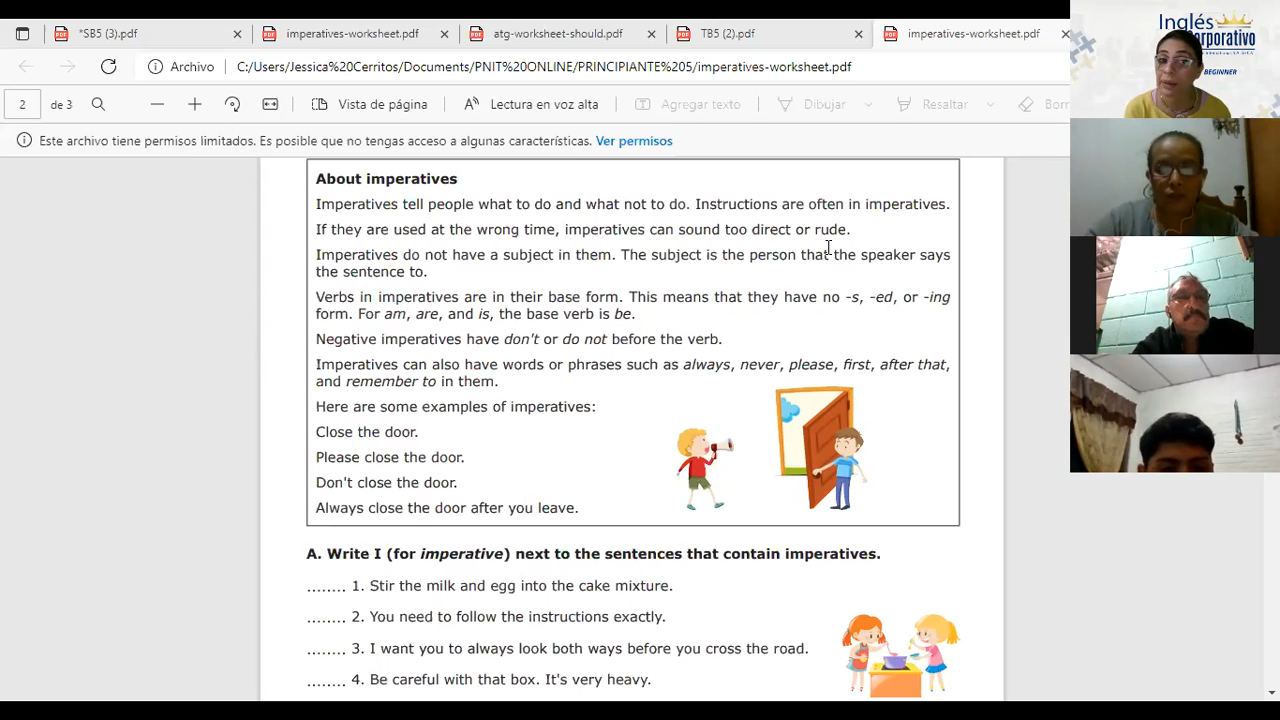 *SB5 (3).pdf
imperatives-worksheet.pdf
atg-worksheet-should.pdf
TB5 (2).pdf
imperatives-worksheet.pdf
Archivo
C:/Users/Jessica%20Cerritos/Documents/PNIT%20ONLINE/PRINCIPIANTE%205/imperatives-worksheet.pdf
2
de 3
Vista de página
Lectura en voz alta
Agregar texto
Dibujar
Resaltar
Este archivo tiene permisos limitados. Es posible que no tengas acceso a algunas características.
Ver permisos
About imperatives
Imperatives tell people what to do and what not to do. Instructions are often in imperatives.
If they are used at the wrong time, imperatives can sound too direct or rude.
Imperatives do not have a subject in them. The subject is the person that the speaker says
the sentence to.
Verbs in imperatives are in their base form. This means that they have no -s, -ed, or -ing
form. For am, are, and is, the base verb is be.
Negative imperatives have don't or do not before the verb.
Imperatives can also have words or phrases such as always, never, please, first, after that,
and remember to in them.
Here are some examples of imperatives:
Close the door.
Please close the door.
Don't close the door.
Always close the door after you leave.
A. Write I (for imperative) next to the sentences that contain imperatives.
........ 1. Stir the milk and egg into the cake mixture.
........ 2. You need to follow the instructions exactly.
........ 3. I want you to always look both ways before you cross the road.
........ 4. Be careful with that box. It's very heavy.
Inglés
Corporativo
BEGINNER